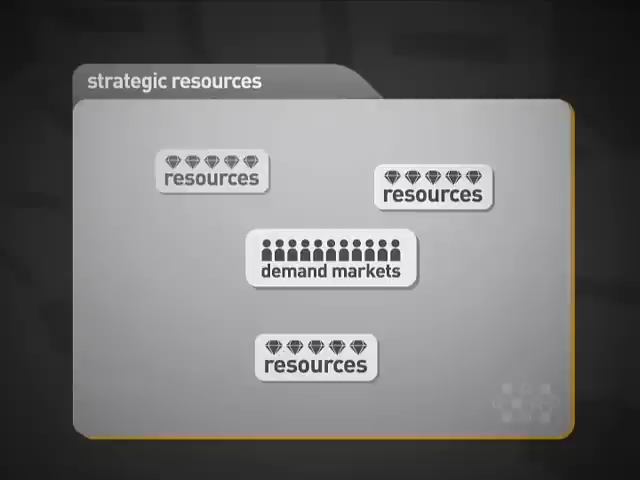 strategic resources
resources
resources
demand markets
resources